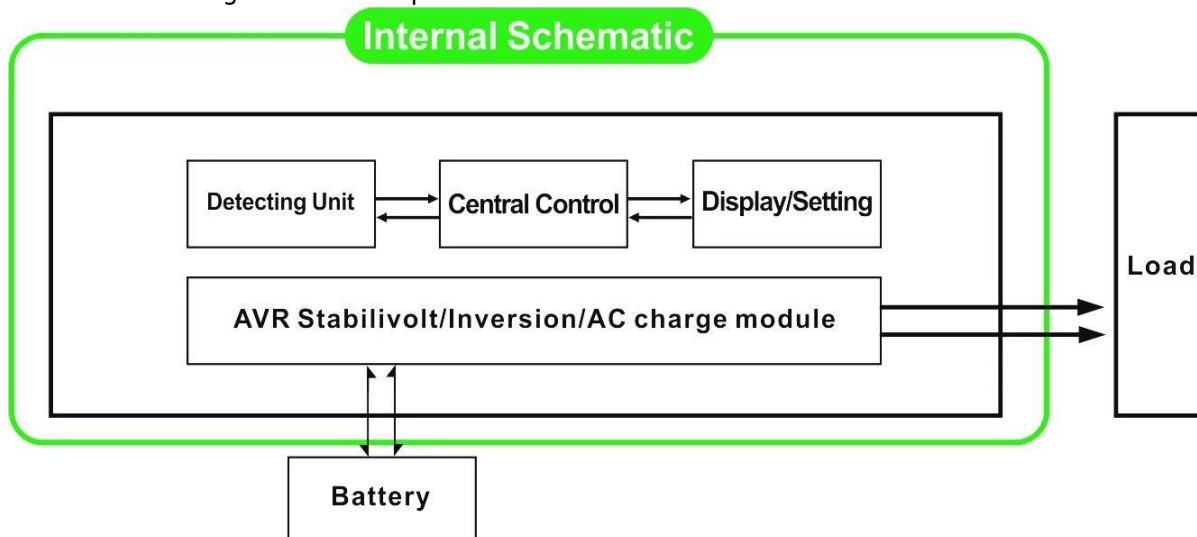 Internal Schematic
Detecting Unit
Central Control
Display/Setting
Load
AVR Stabilivolt/Inversion/AC charge module
Battery